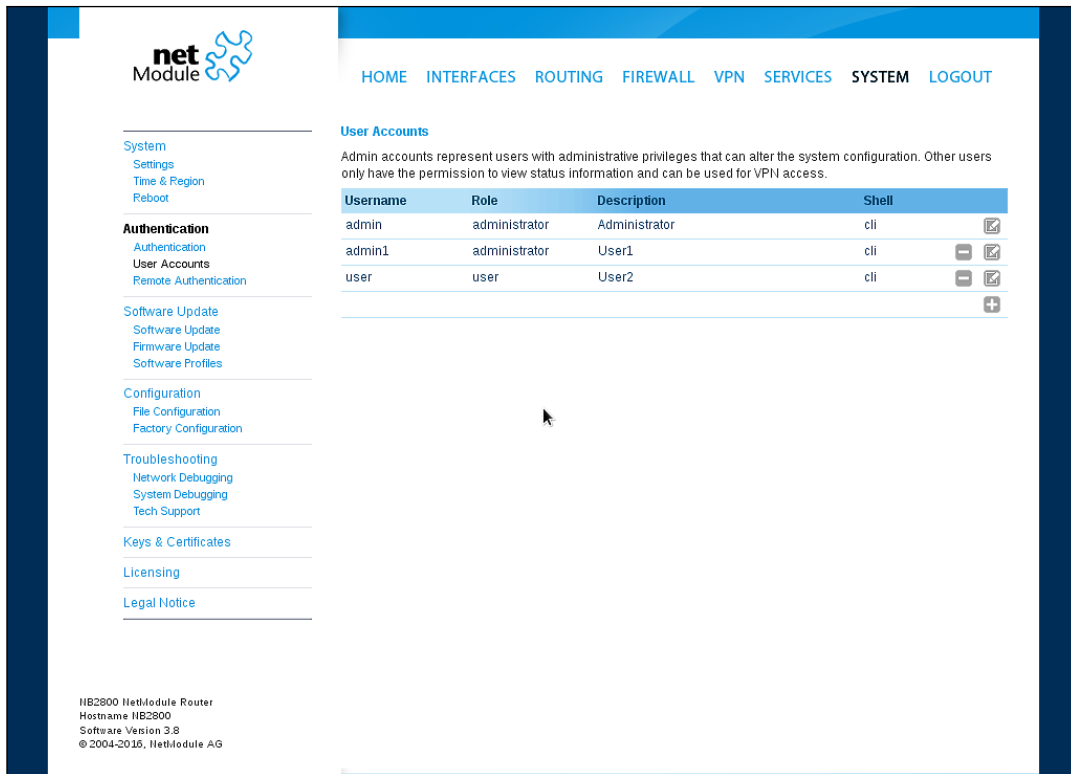 net
Module
HOME INTERFACES ROUTING FIREWALL VPN SERVICES SYSTEM LOGOUT
System
Settings
Time & Region
Reboot
Authentication
Authentication
User Accounts
Remote Authentication
Software Update
Software Update
Firmware Update
Software Profiles
Configuration
File Configuration
Factory Configuration
Troubleshooting
Network Debugging
System Debugging
Tech Support
Keys & Certificates
Licensing
Legal Notice
User Accounts
Admin accounts represent users with administrative privileges that can alter the system configuration. Other users
only have the permission to view status information and can be used for VPN access.
Username Role Description Shell
admin administrator Administrator cli
admin1 administrator User1 cli
user user User2 cli
NB2800 NetModule Router
Hostname NB2800
Software Version 3.8
© 2004-2016, NetModule AG